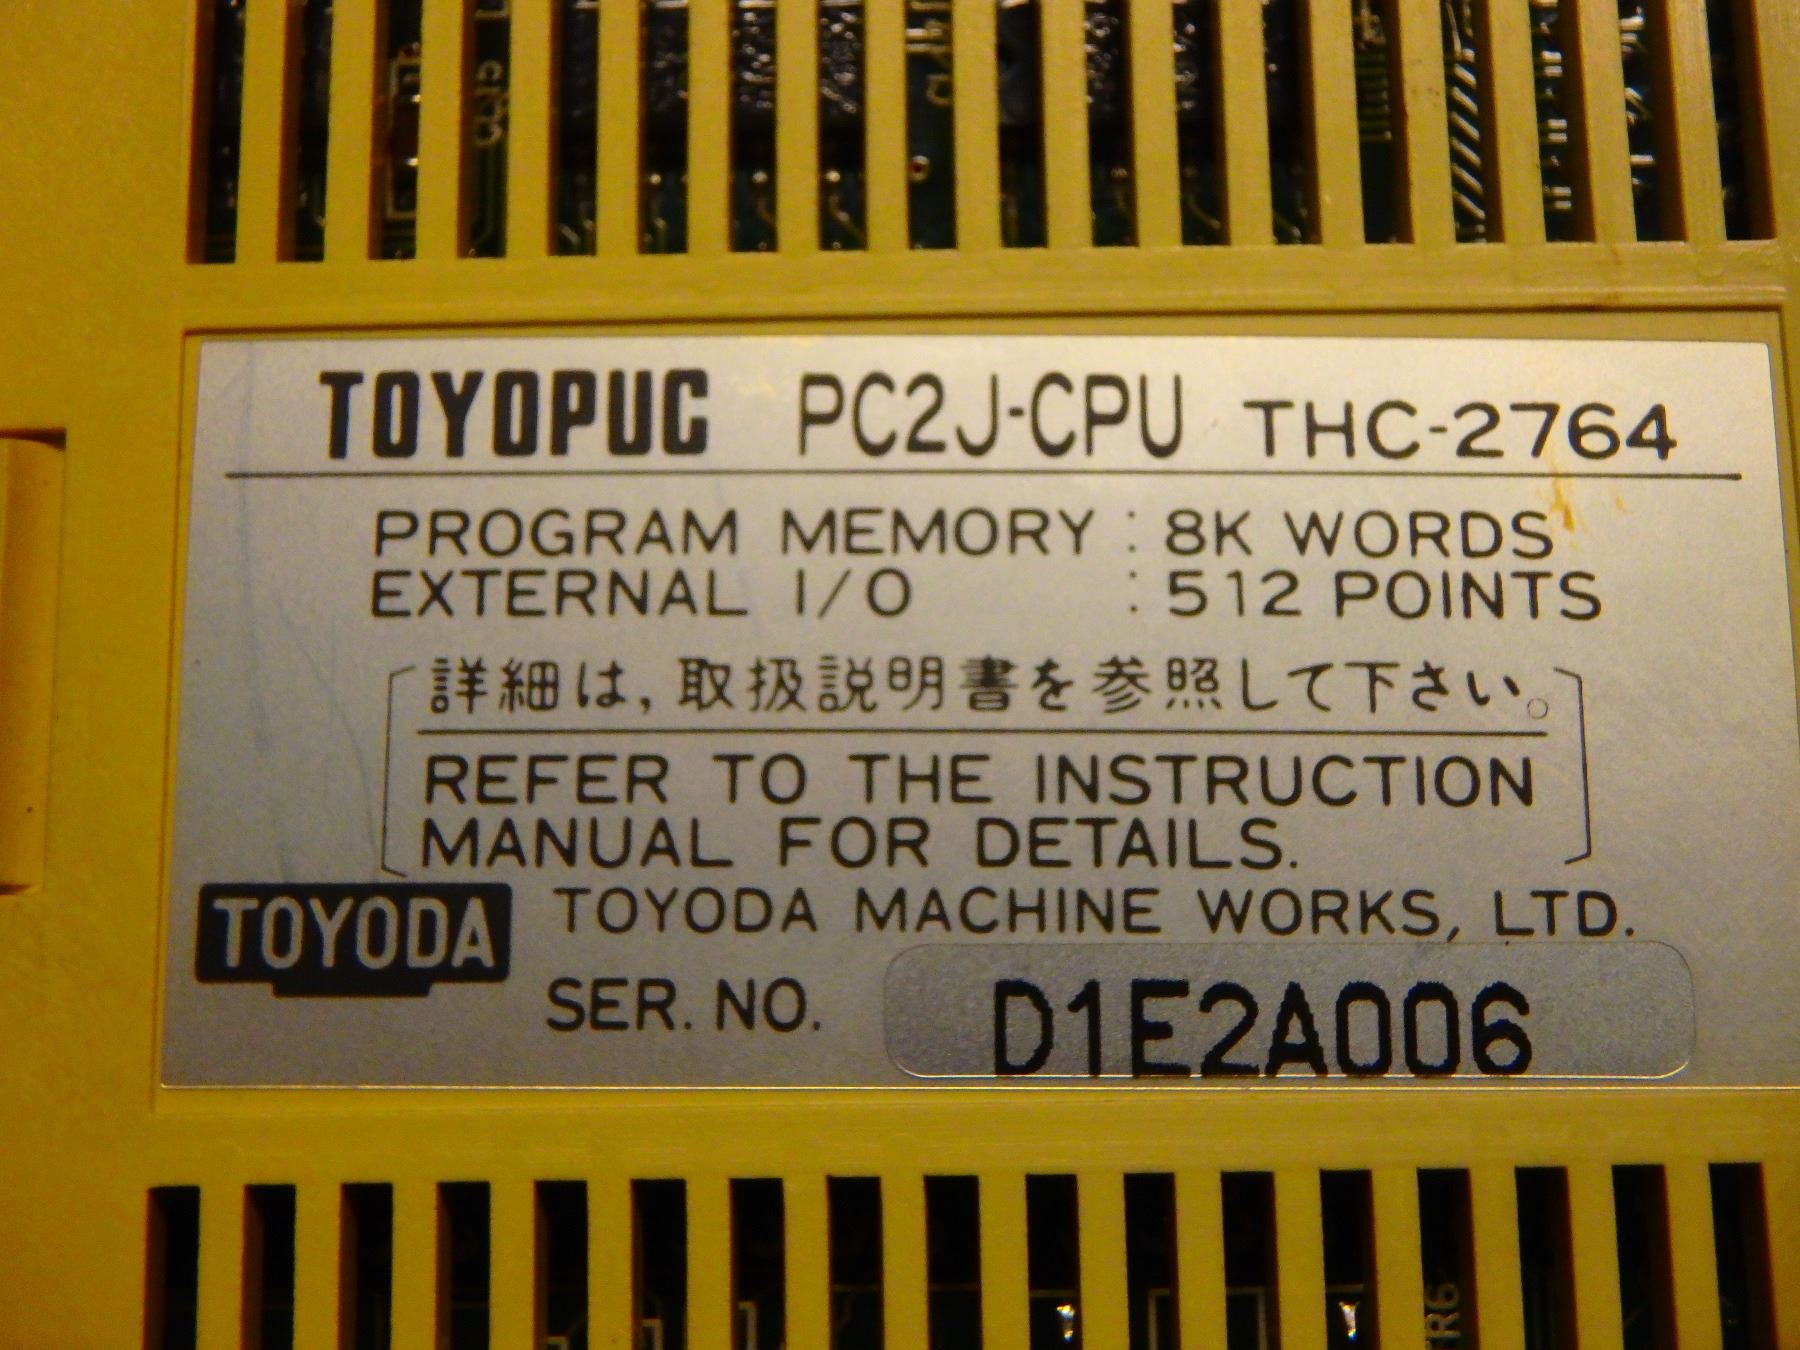 TOYOPUC PC2J-CPU THC-2764
PROGRAM MEMORY : 8K WORDS
EXTERNAL I/O : 512 POINTS
詳細は,取扱説明書を参照して下さい。
REFER TO THE INSTRUCTION
MANUAL FOR DETAILS.
TOYODA TOYODA MACHINE WORKS, LTD.
SER. NO. D1E2A006